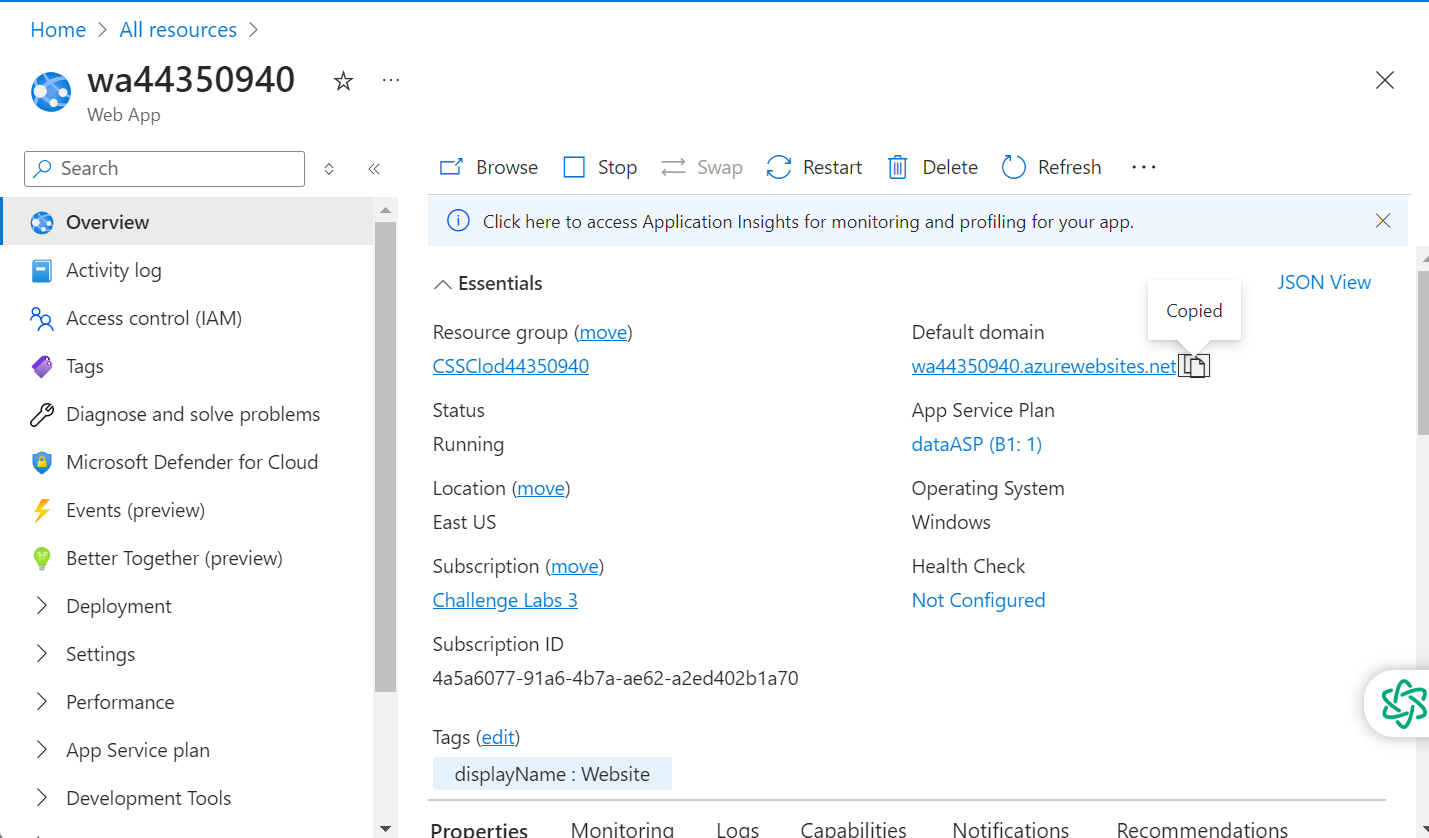 Home > All resources >
wa44350940
Web App
Search
Overview
Activity log
Access control (IAM)
Tags
Diagnose and solve problems
Microsoft Defender for Cloud
Events (preview)
Better Together (preview)
Deployment
Settings
Performance
App Service plan
Development Tools
Browse Stop Swap Restart Delete Refresh ...
Click here to access Application Insights for monitoring and profiling for your app.
Essentials
JSON View
Copied
Resource group (move)
CSSClod44350940
Status
Running
Location (move)
East US
Subscription (move)
Challenge Labs 3
Subscription ID
4a5a6077-91a6-4b7a-ae62-a2ed402b1a70
Default domain
wa44350940.azurewebsites.net
App Service Plan
dataASP (B1: 1)
Operating System
Windows
Health Check
Not Configured
Tags (edit)
displayName : Website
Properties Monitoring Logs Capabilities Notifications Recommendations